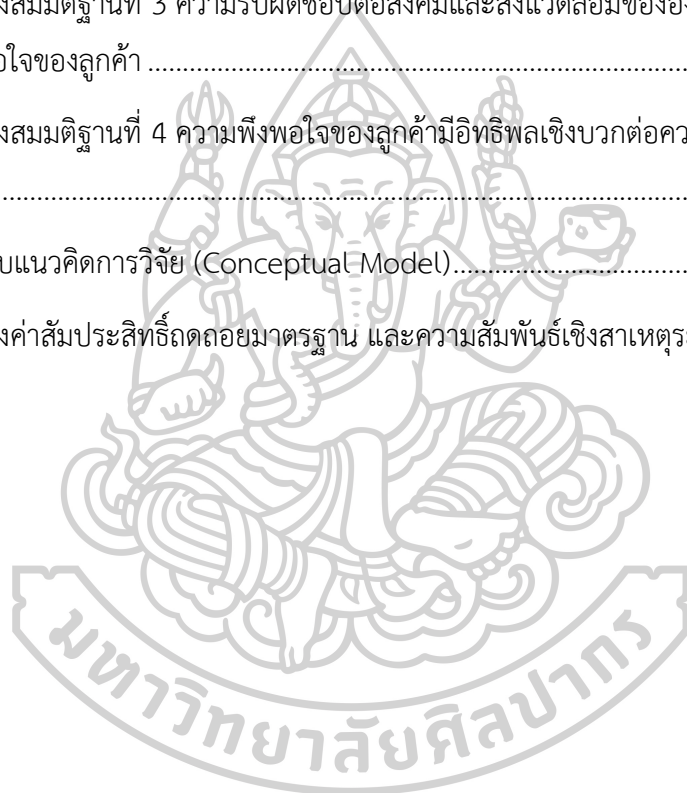 งสมมติฐานที่ 3 ความรับผิดชอบต่อสังคมและสิ่งแวดล้อมขององ
อใจของลูกค้า ................................................................
งสมมติฐานที่ 4 ความพึงพอใจของลูกค้ามีอิทธิพลเชิงบวกต่อคว
................................................................................
บแนวคิดการวิจัย (Conceptual Model)................................
งค่าสัมประสิทธิ์ถดถอยมาตรฐาน และความสัมพันธ์เชิงสาเหตุระ
มหาวิทยาลัยศิลปากร